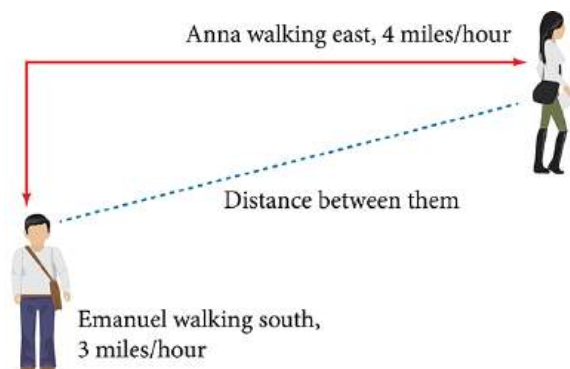 Anna walking east, 4 miles/hour
Distance between them
Emanuel walking south,
3 miles/hour